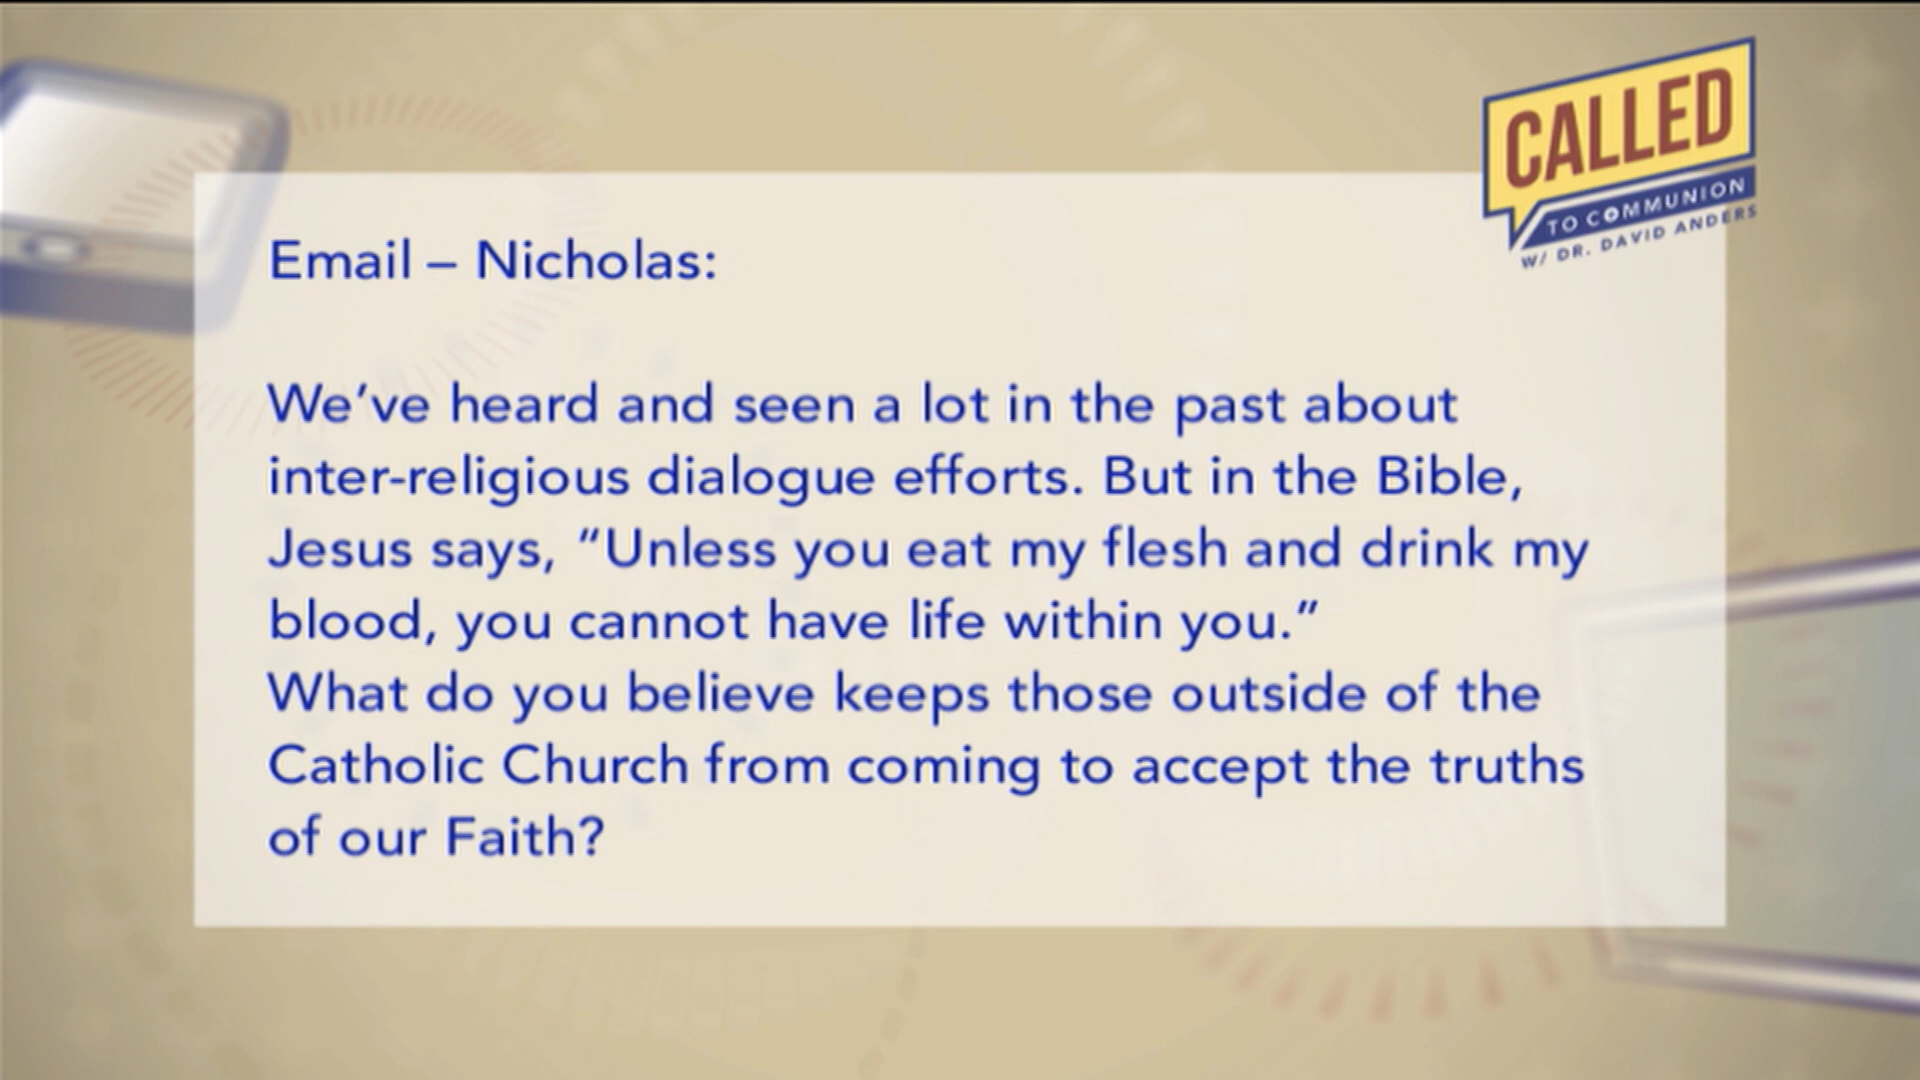 CALLED
TO COMMUNION
W/ DR. DAVID ANDERS
Email – Nicholas:
We’ve heard and seen a lot in the past about
inter-religious dialogue efforts. But in the Bible,
Jesus says, “Unless you eat my flesh and drink my
blood, you cannot have life within you.”
What do you believe keeps those outside of the
Catholic Church from coming to accept the truths
of our Faith?